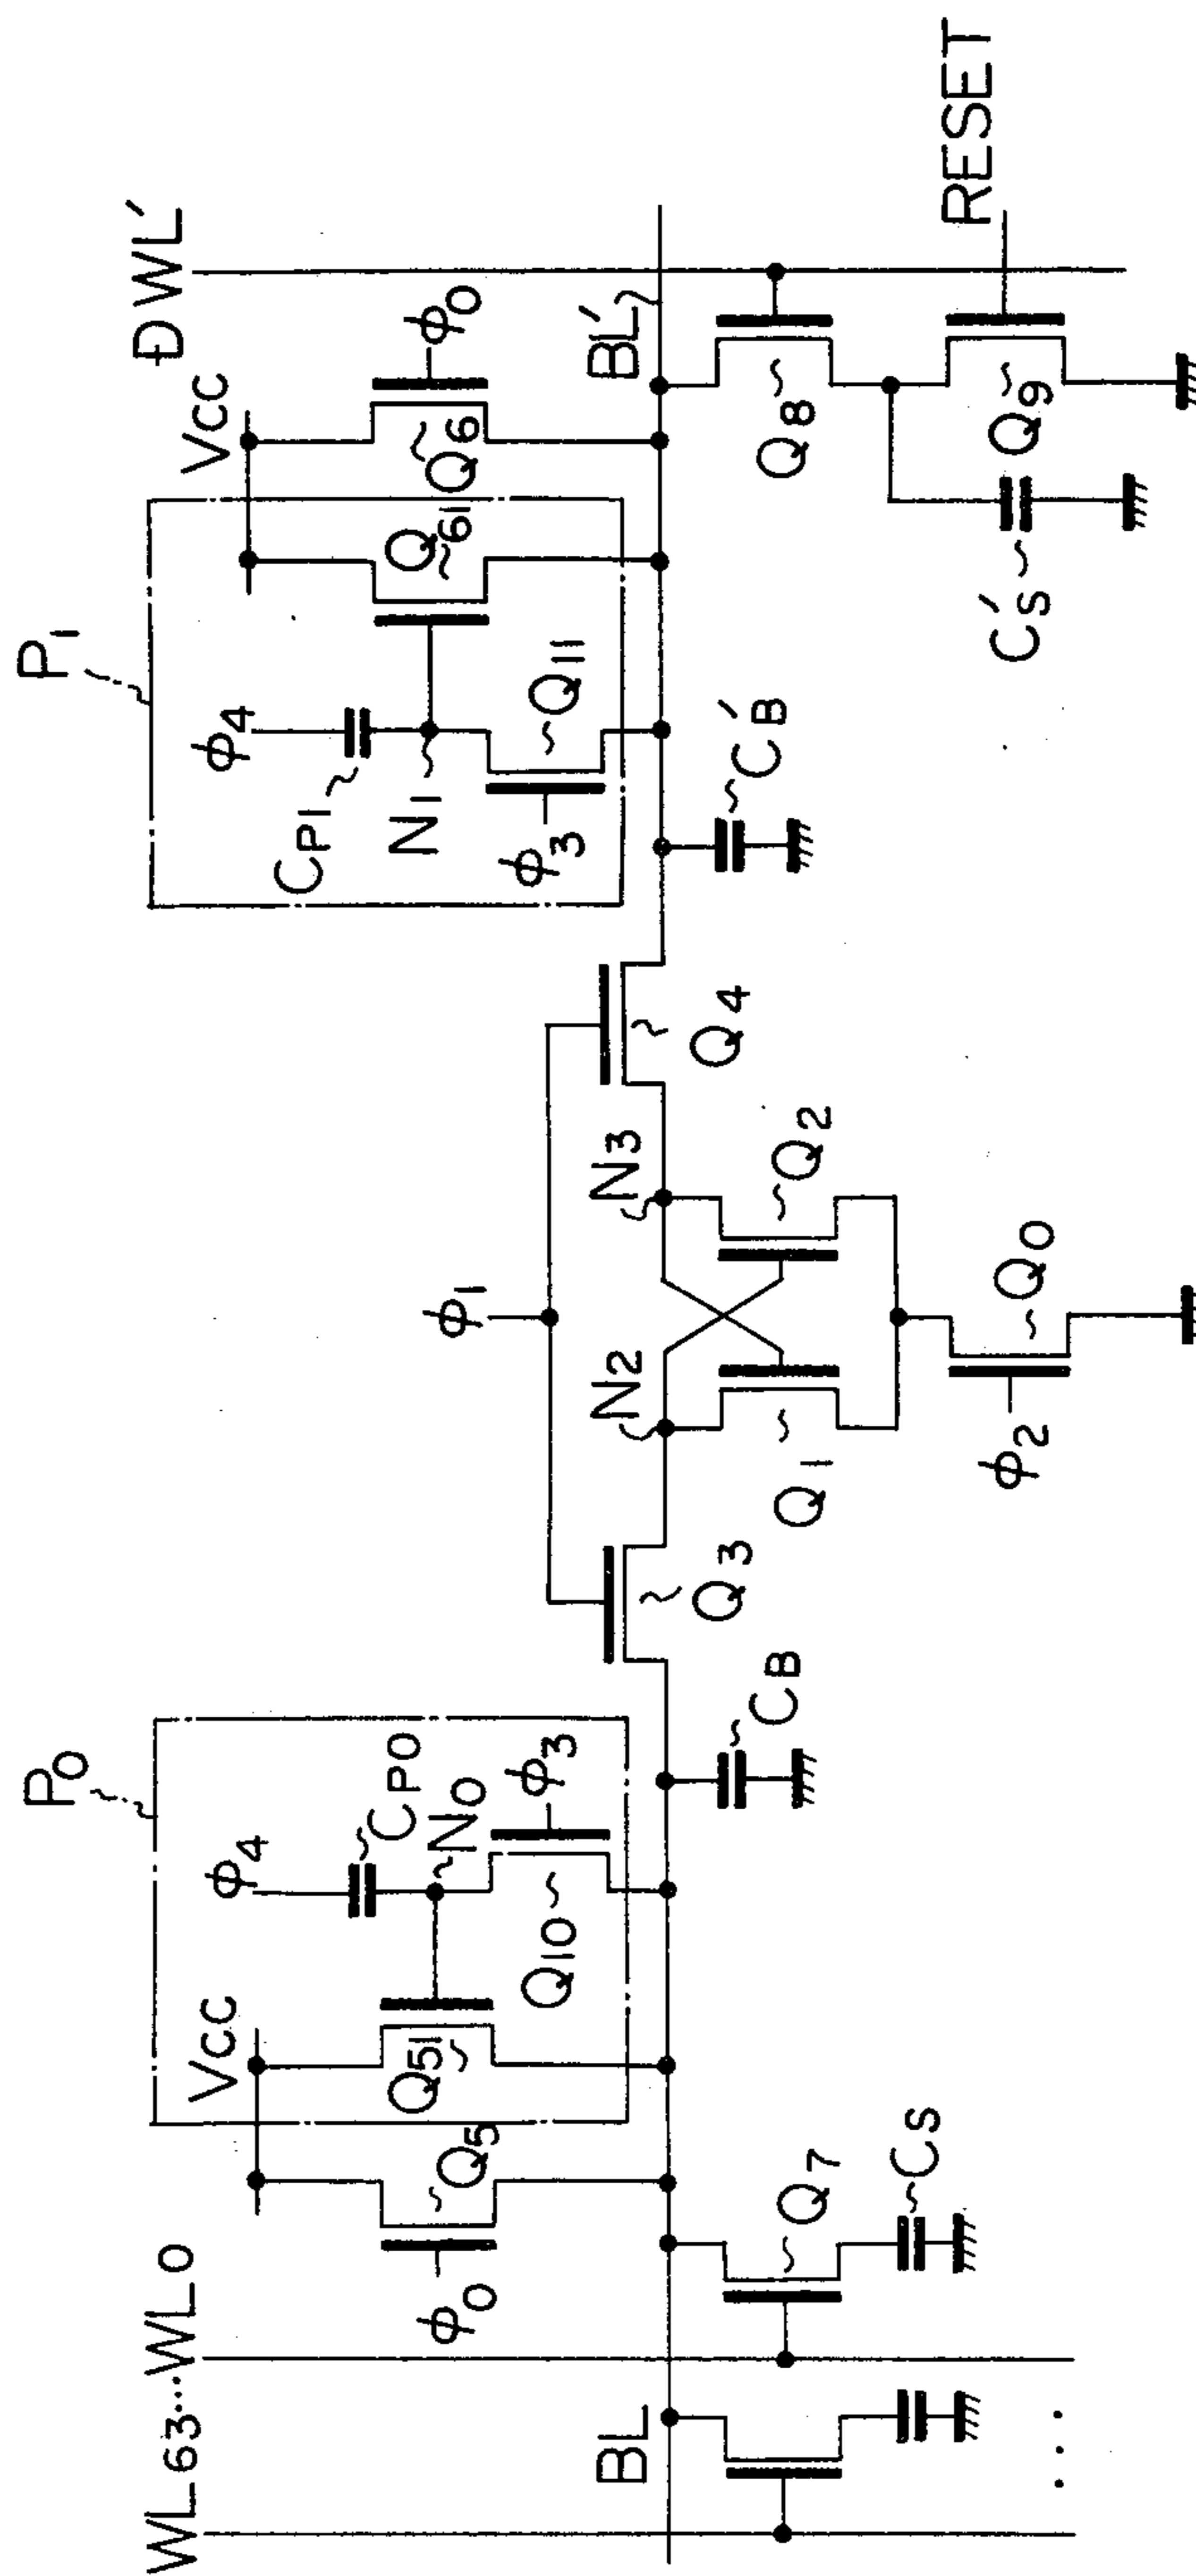 P0
P1
WL63...WL0
VCC
φ4
CP0
N0
φ0
Q5
Q51
Q10
φ3
φ1
φ4
CP1
N1
φ3
Q11
Q61
VCC
Q6
φ0
ĐWL'
BL
Q7
CS
CB
Q3
N2
N3
Q1
Q2
φ2
Q0
Q4
C'B
BL'
Q8
C'S
Q9
RESET